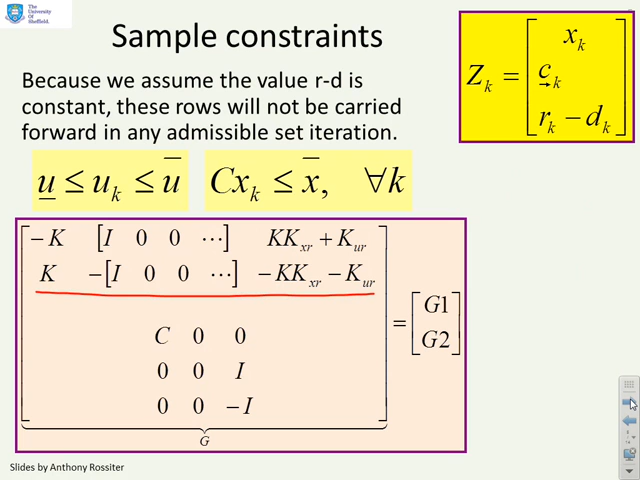 The
University
Of
Sheffield.
Sample constraints
Z_k = [ x_k ; c_k ; r_k − d_k ]
Because we assume the value r-d is
constant, these rows will not be carried
forward in any admissible set iteration.
u ≤ u_k ≤ u̅
Cx_k ≤ x̅, ∀k
−K [I 0 0 ⋯] KK_xr + K_ur
K −[I 0 0 ⋯] −KK_xr − K_ur
C 0 0
0 0 I
0 0 −I
= [ G1 ; G2 ]
G
Slides by Anthony Rossiter